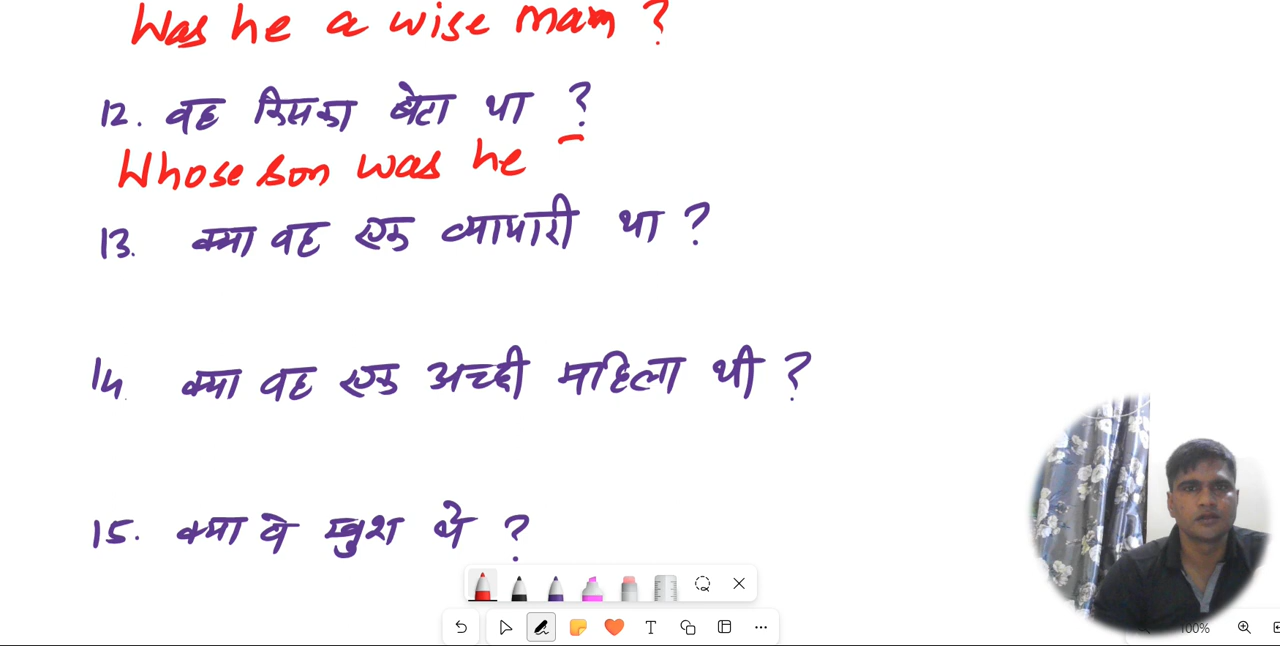 Was he a wise man ?
12. वह किसका बेटा था ?
Whose son was he
13. क्या वह एक व्यापारी था ?
14. क्या वह एक अच्छी महिला थी ?
15. क्या वे खुश थे ?
T
100%